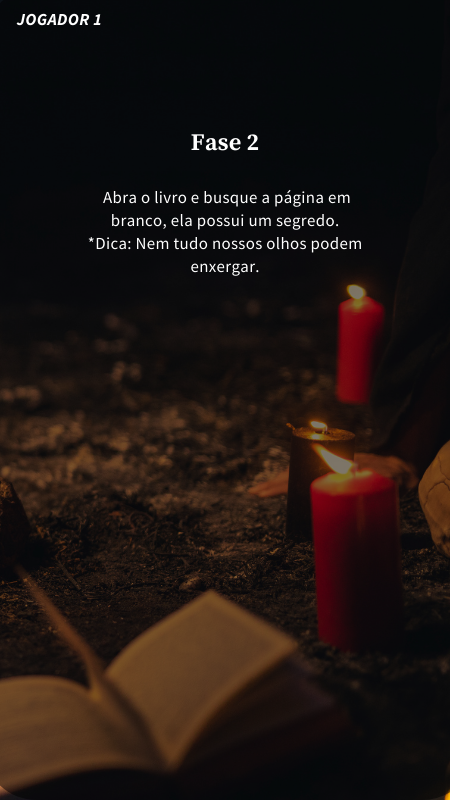 JOGADOR 1
Fase 2
Abra o livro e busque a página em
branco, ela possui um segredo.
*Dica: Nem tudo nossos olhos podem
enxergar.